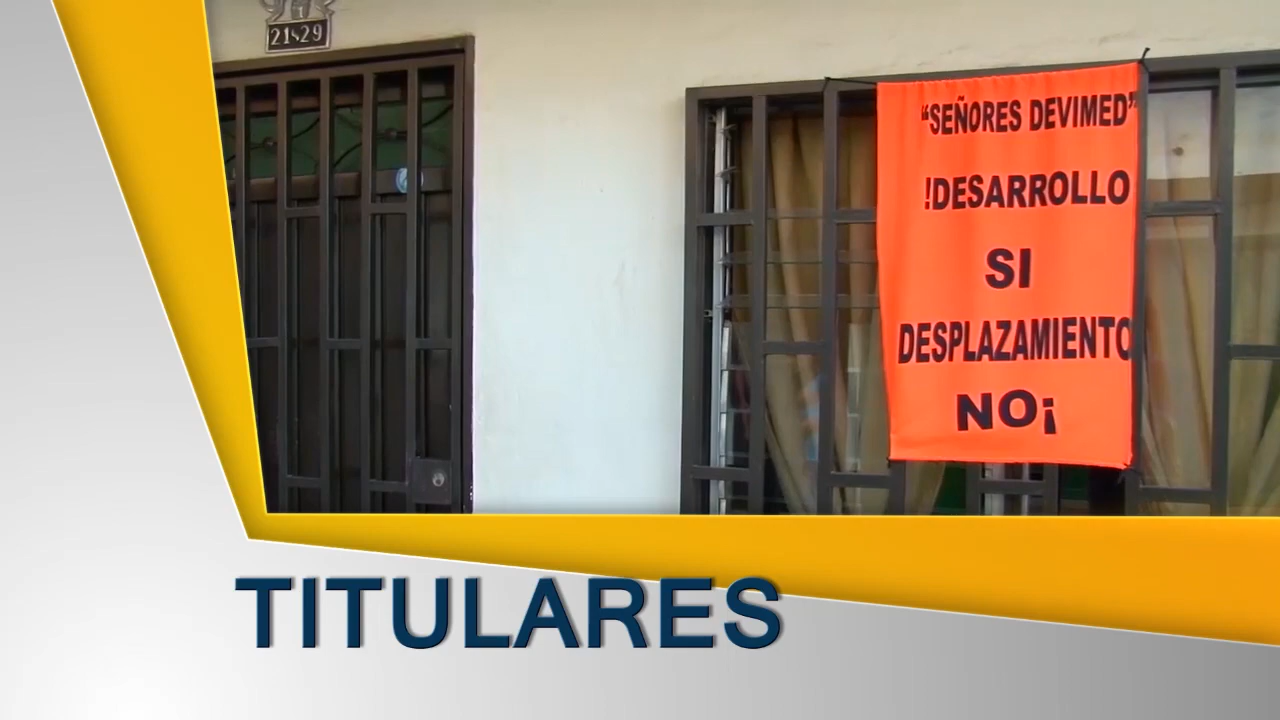 21-29
“SEÑORES DEVIMED”
!DESARROLLO
SI
DESPLAZAMIENTO
NO¡
TITULARES